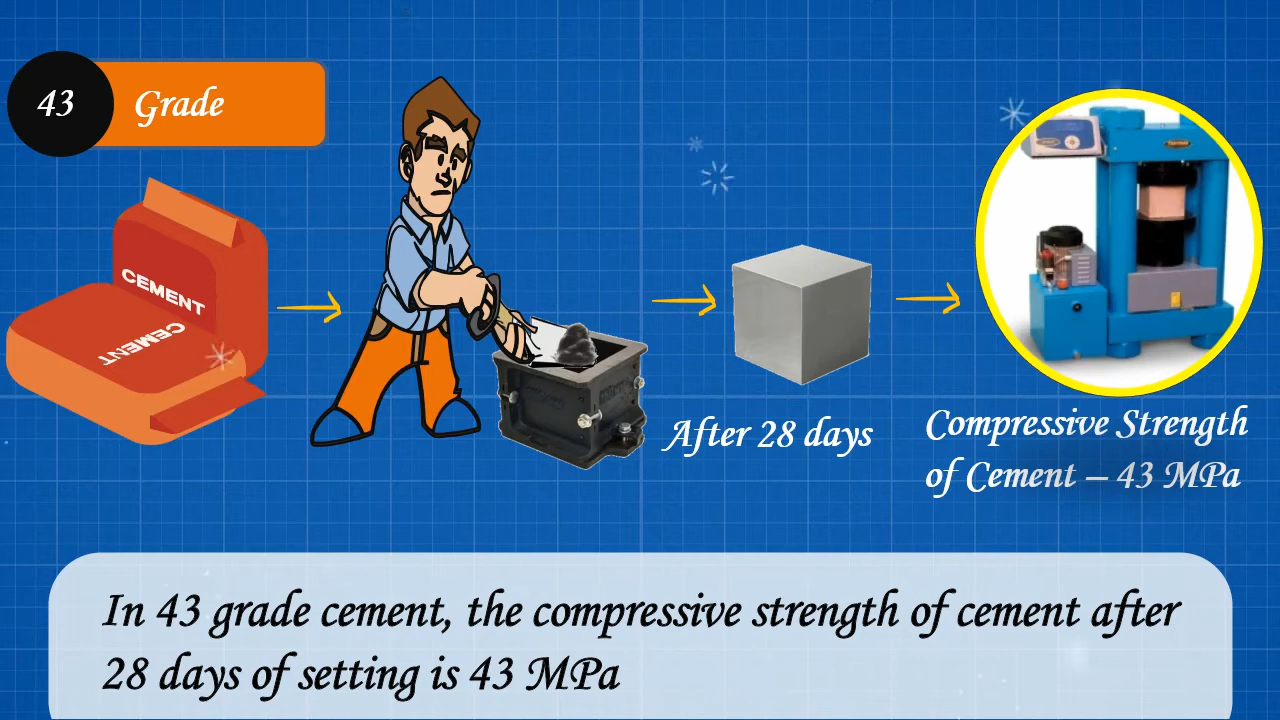 43 Grade
CEMENT
CEMENT
After 28 days
Compressive Strength
of Cement – 43 MPa
In 43 grade cement, the compressive strength of cement after
28 days of setting is 43 MPa